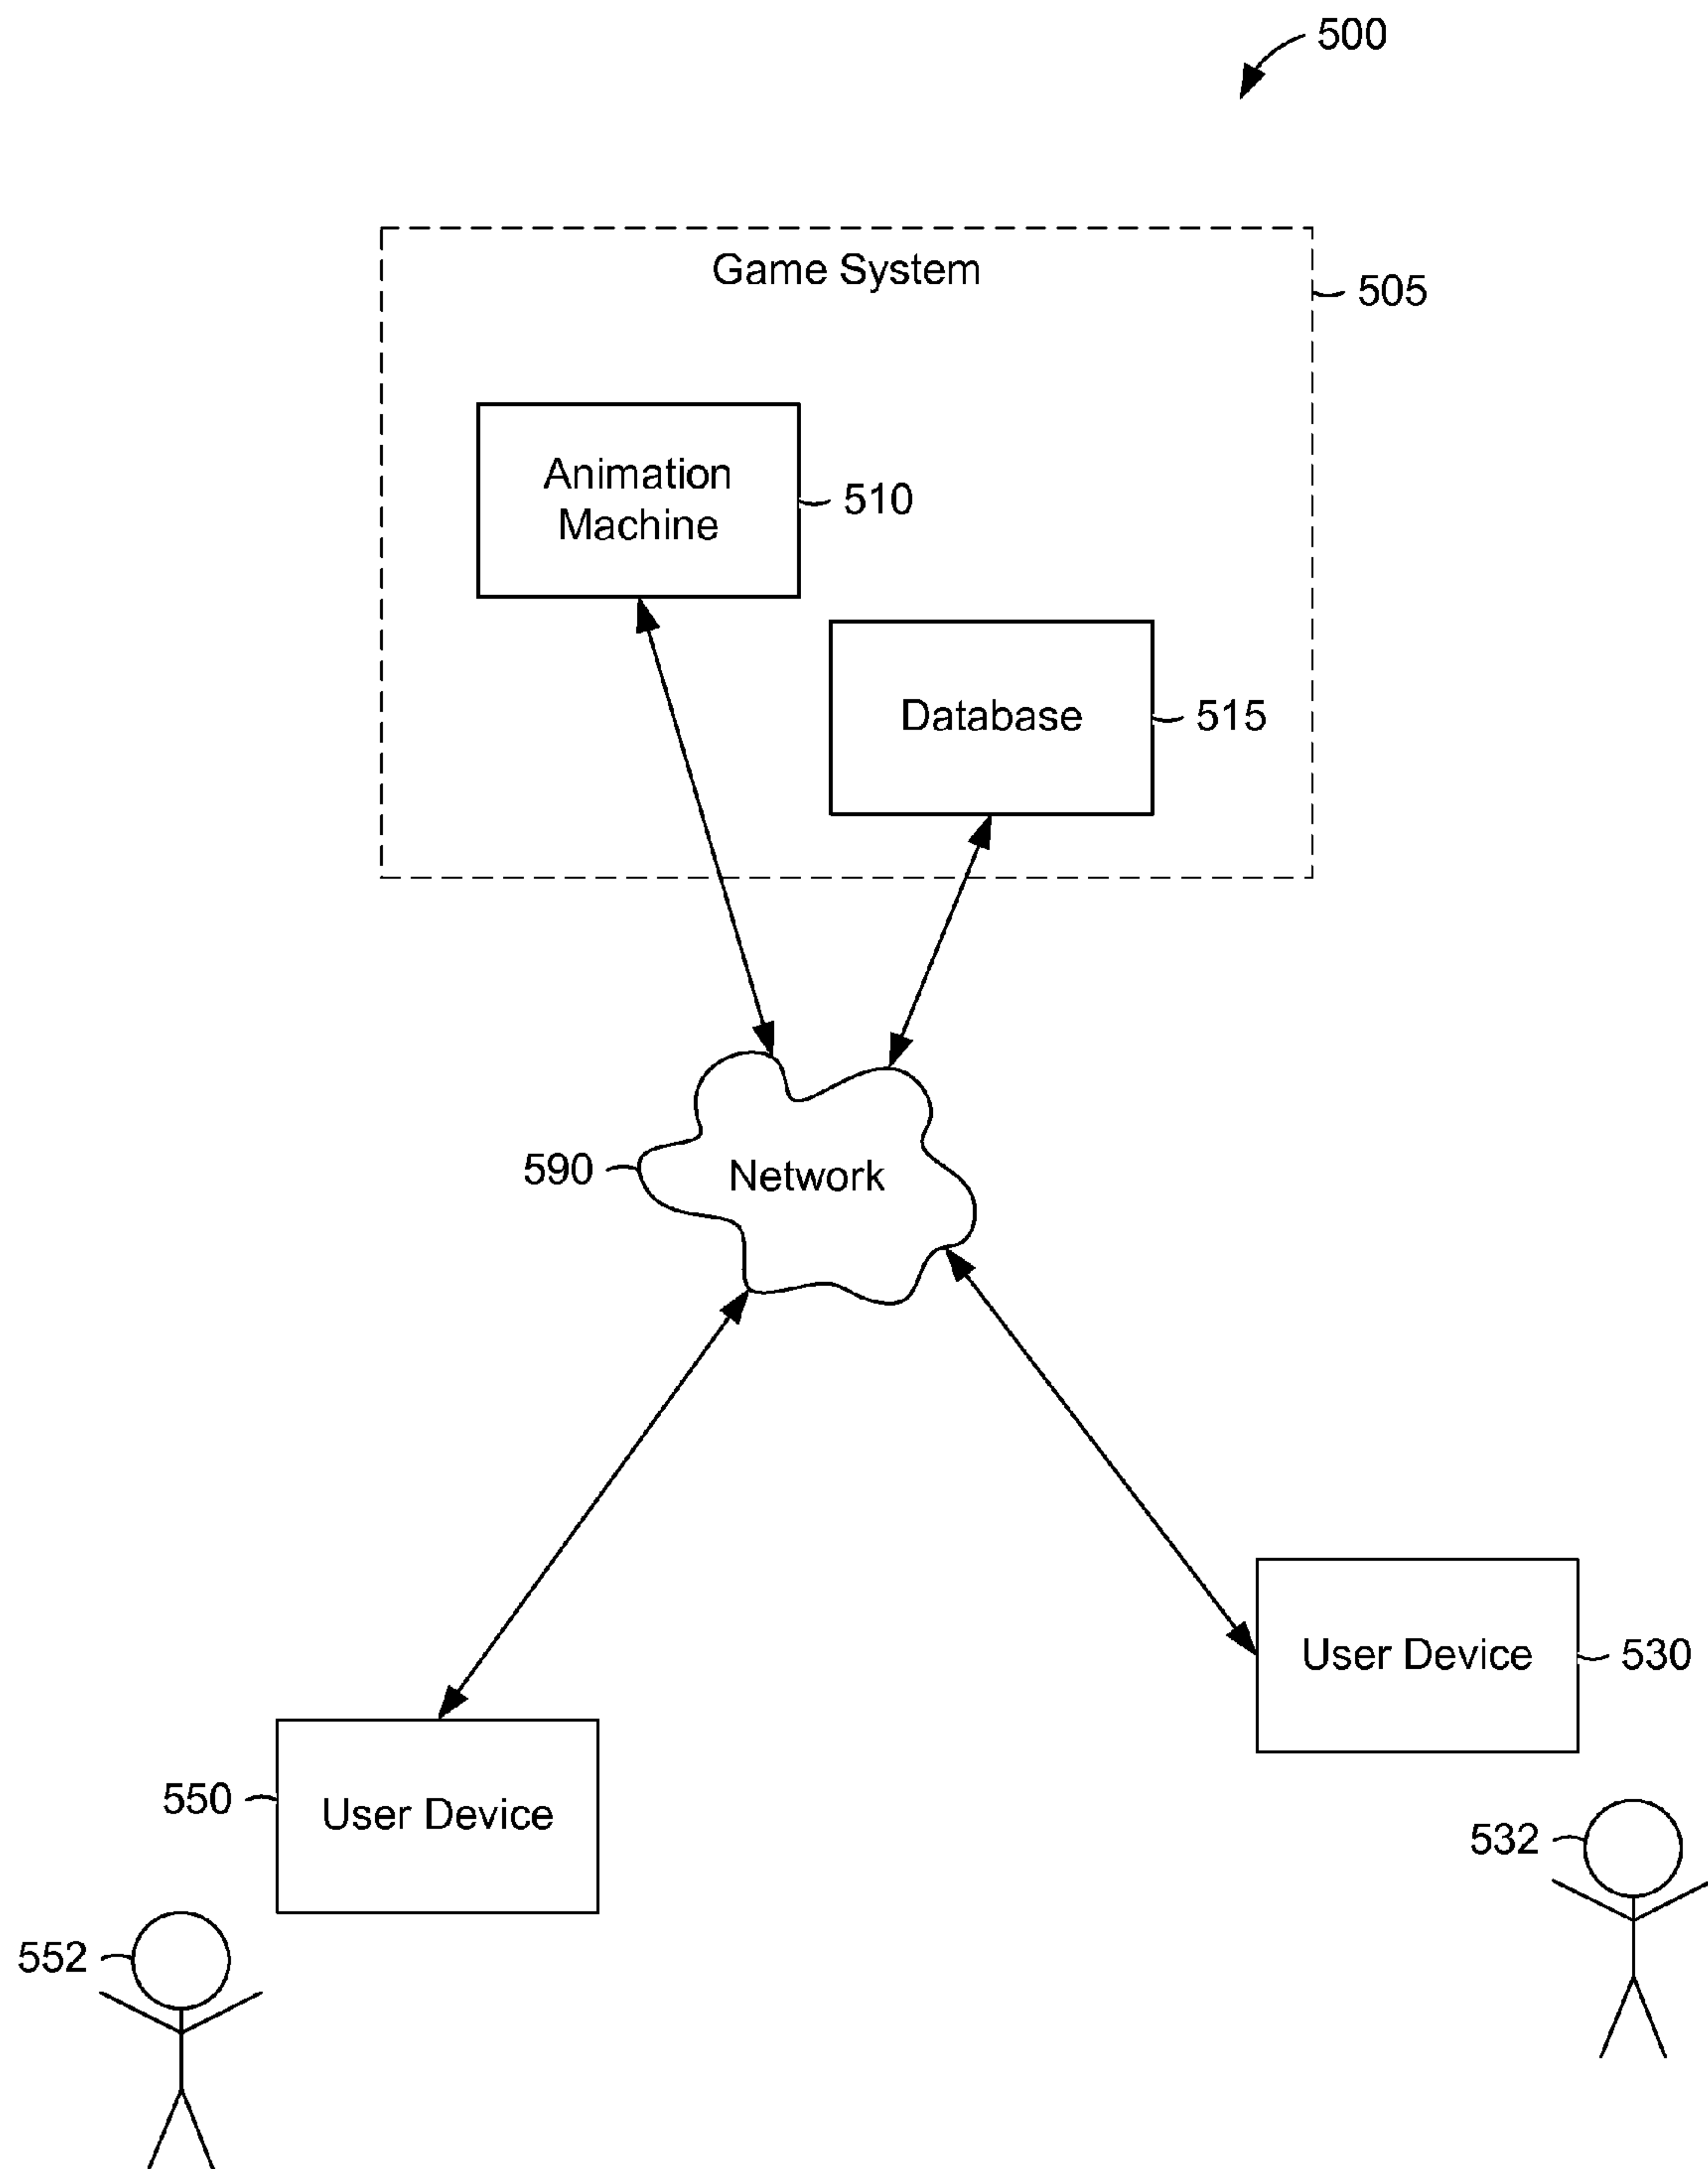 500
Game System
505
Animation
Machine
510
Database
515
590
Network
User Device
530
550
User Device
532
552